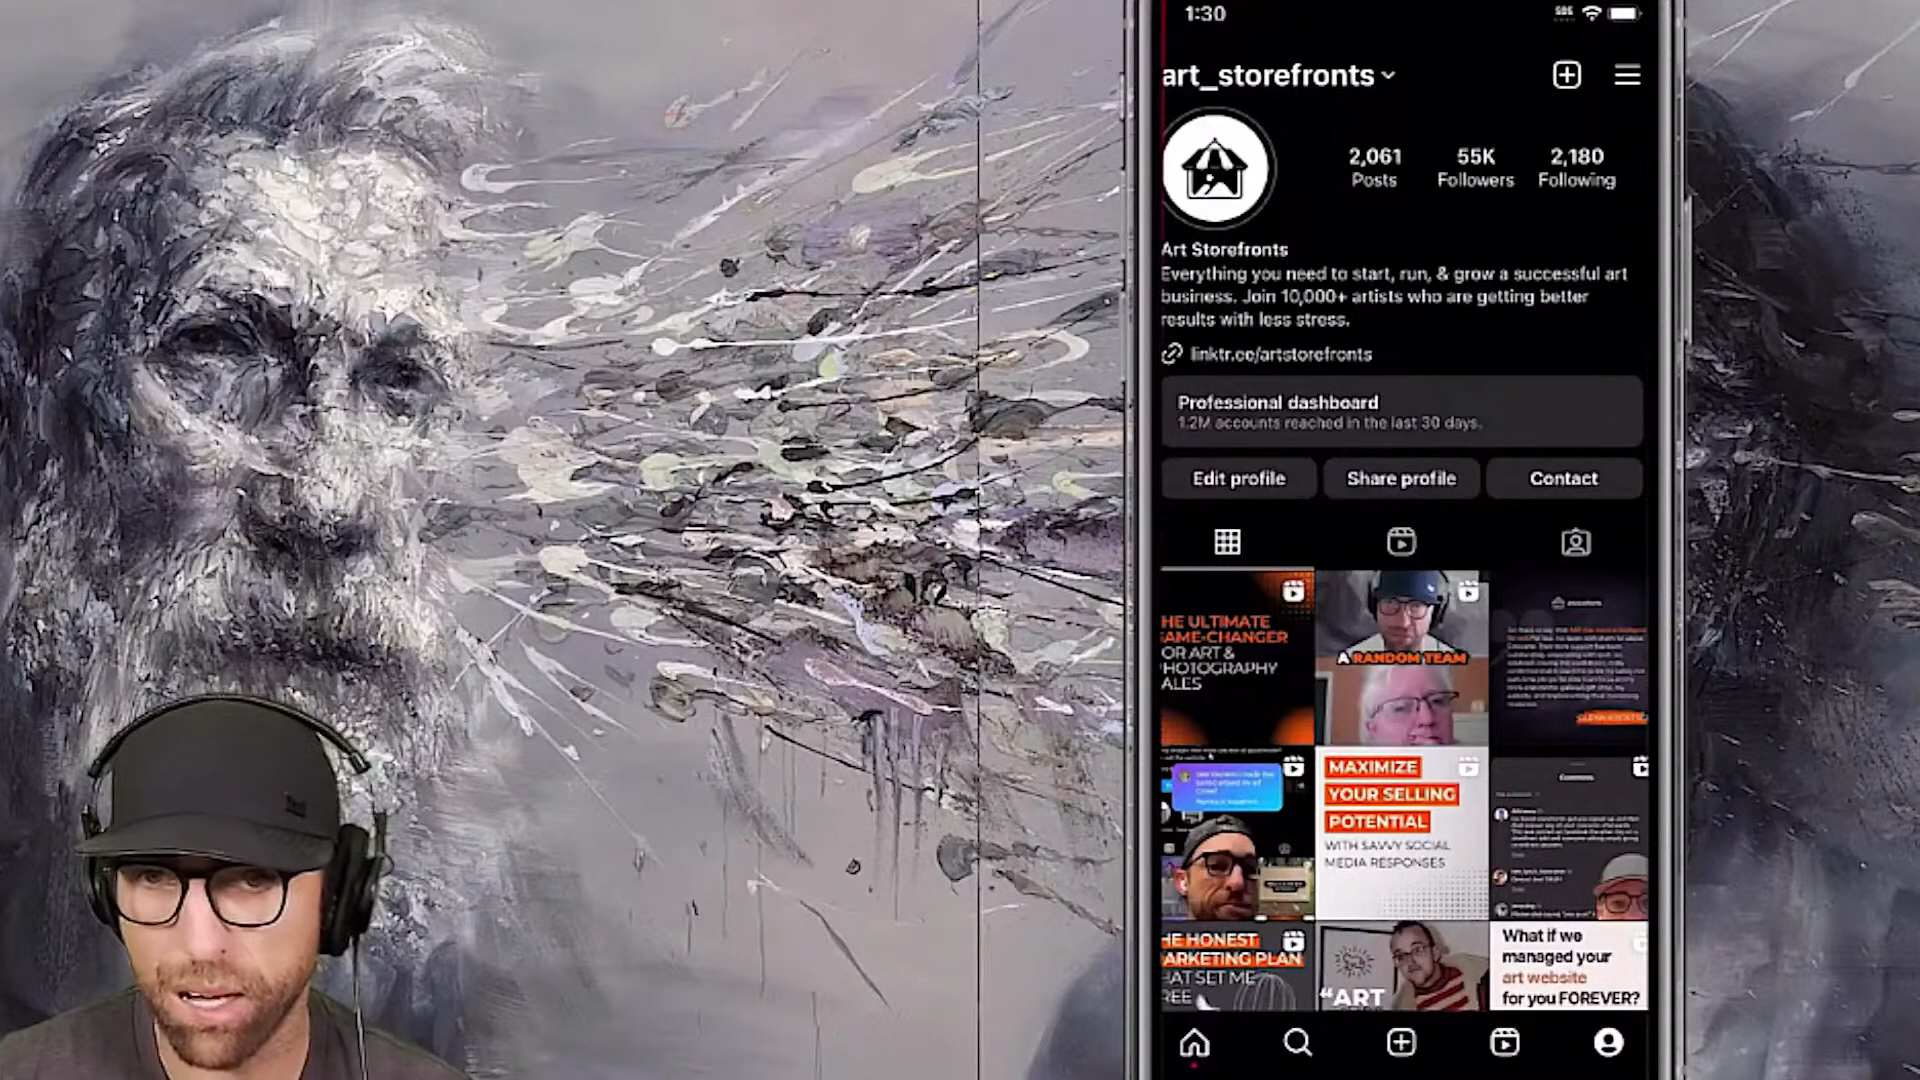 1:30
SOS
art_storefronts
2,061
Posts
55K
Followers
2,180
Following
Art Storefronts
Everything you need to start, run, & grow a successful art
business. Join 10,000+ artists who are getting better
results with less stress.
linktr.ee/artstorefronts
Professional dashboard
1.2M accounts reached in the last 30 days.
Edit profile
Share profile
Contact
HE ULTIMATE
AME-CHANGER
OR ART &
HOTOGRAPHY
ALES
A RANDOM TEAM
MAXIMIZE
YOUR SELLING
POTENTIAL
WITH SAVVY SOCIAL
MEDIA RESPONSES
Comments
HE HONEST
ARKETING PLAN
HAT SET ME
REE
“ART
What if we
managed your
art website
for you FOREVER?